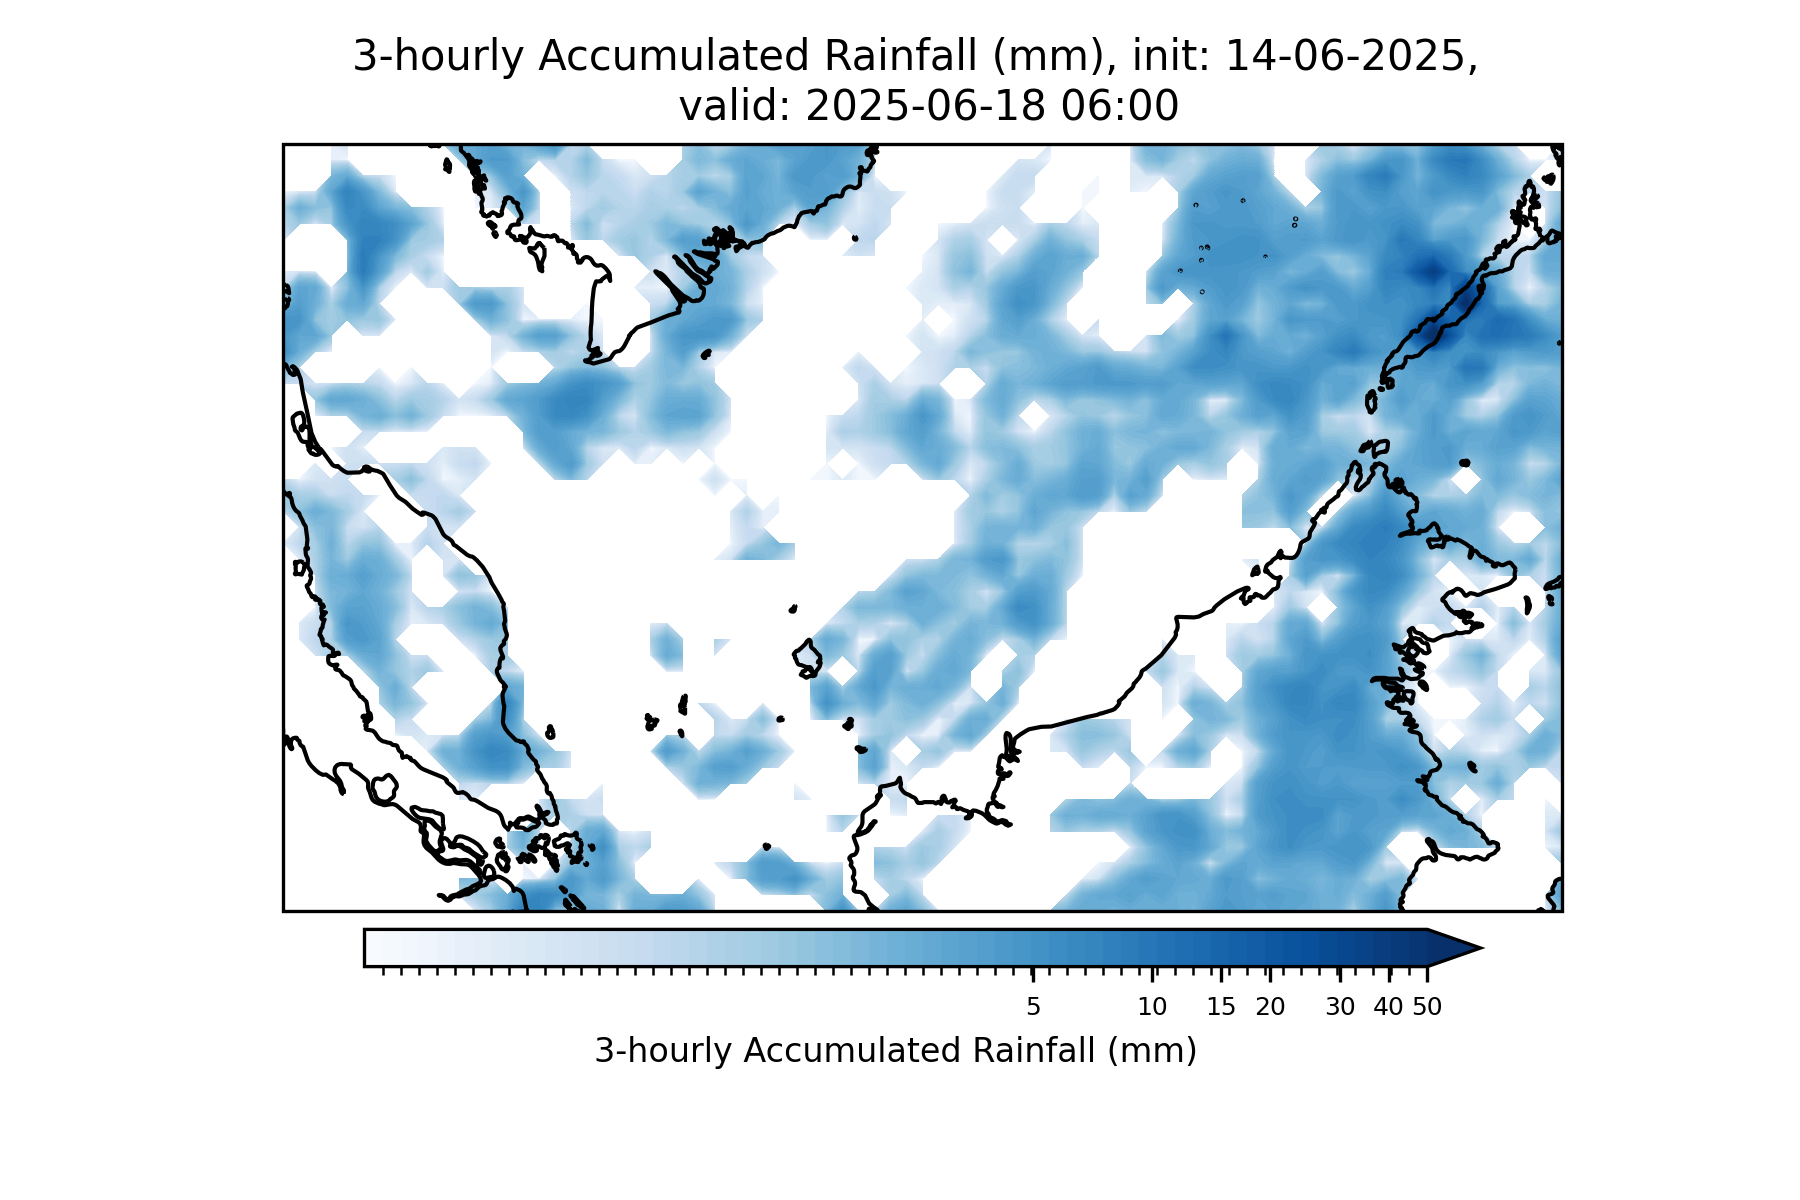 3-hourly Accumulated Rainfall (mm), init: 14-06-2025,
valid: 2025-06-18 06:00
5 10 15 20 30 40 50
3-hourly Accumulated Rainfall (mm)